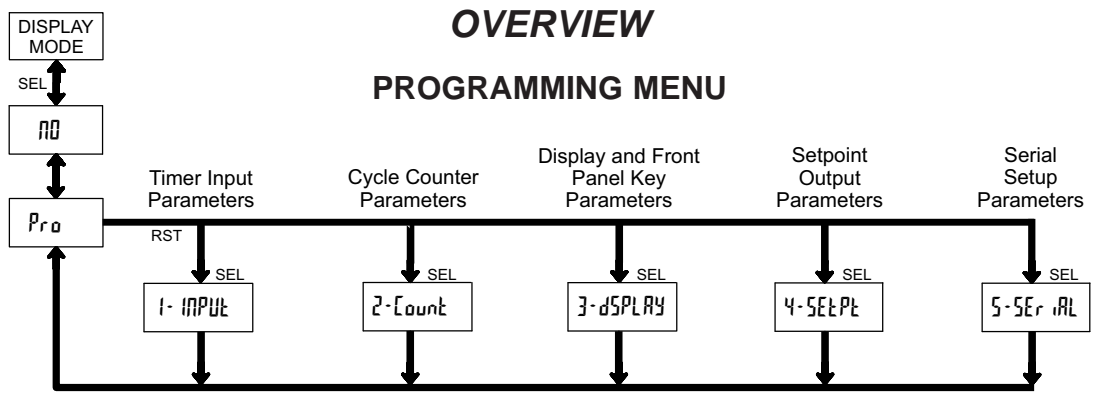 OVERVIEW
PROGRAMMING MENU
DISPLAY
MODE
SEL
NO
Pro
RST
Timer Input
Parameters
SEL
1-INPUt
Cycle Counter
Parameters
SEL
2-Count
Display and Front
Panel Key
Parameters
SEL
3-dSPLAY
Setpoint
Output
Parameters
SEL
4-SEtPt
Serial
Setup
Parameters
SEL
5-SErIAL